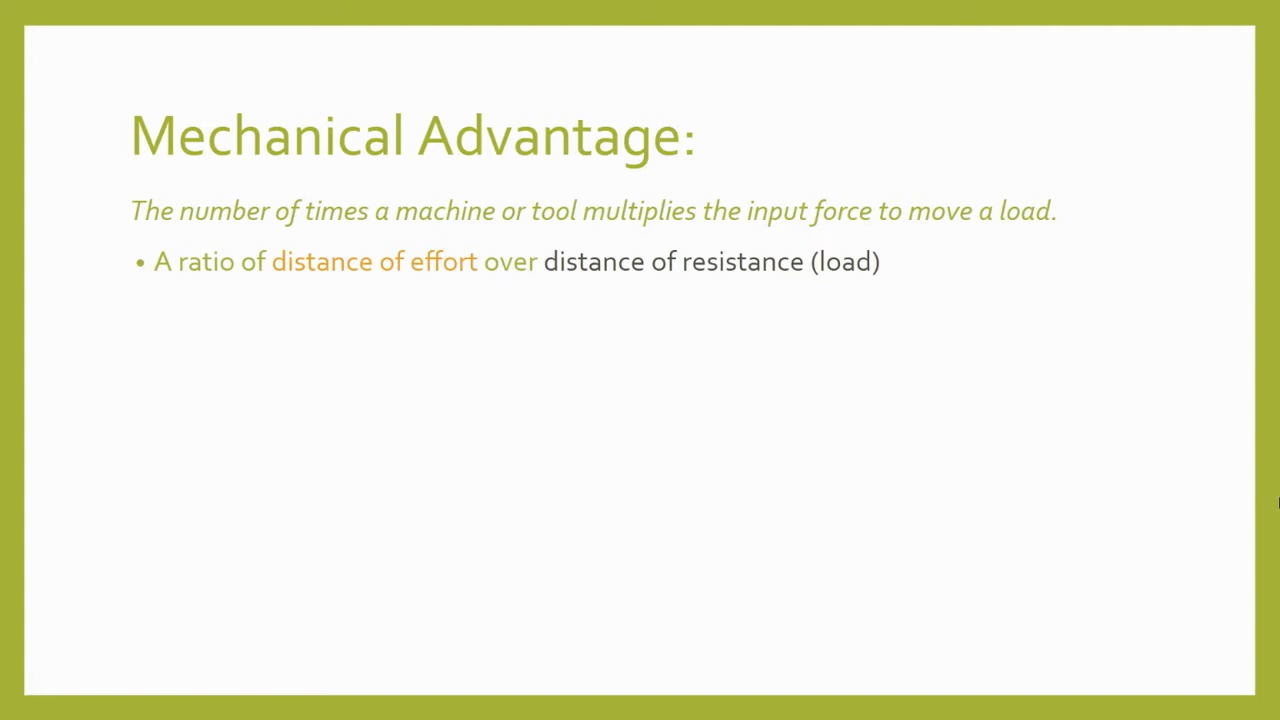 Mechanical Advantage:
The number of times a machine or tool multiplies the input force to move a load.
• A ratio of distance of effort over distance of resistance (load)